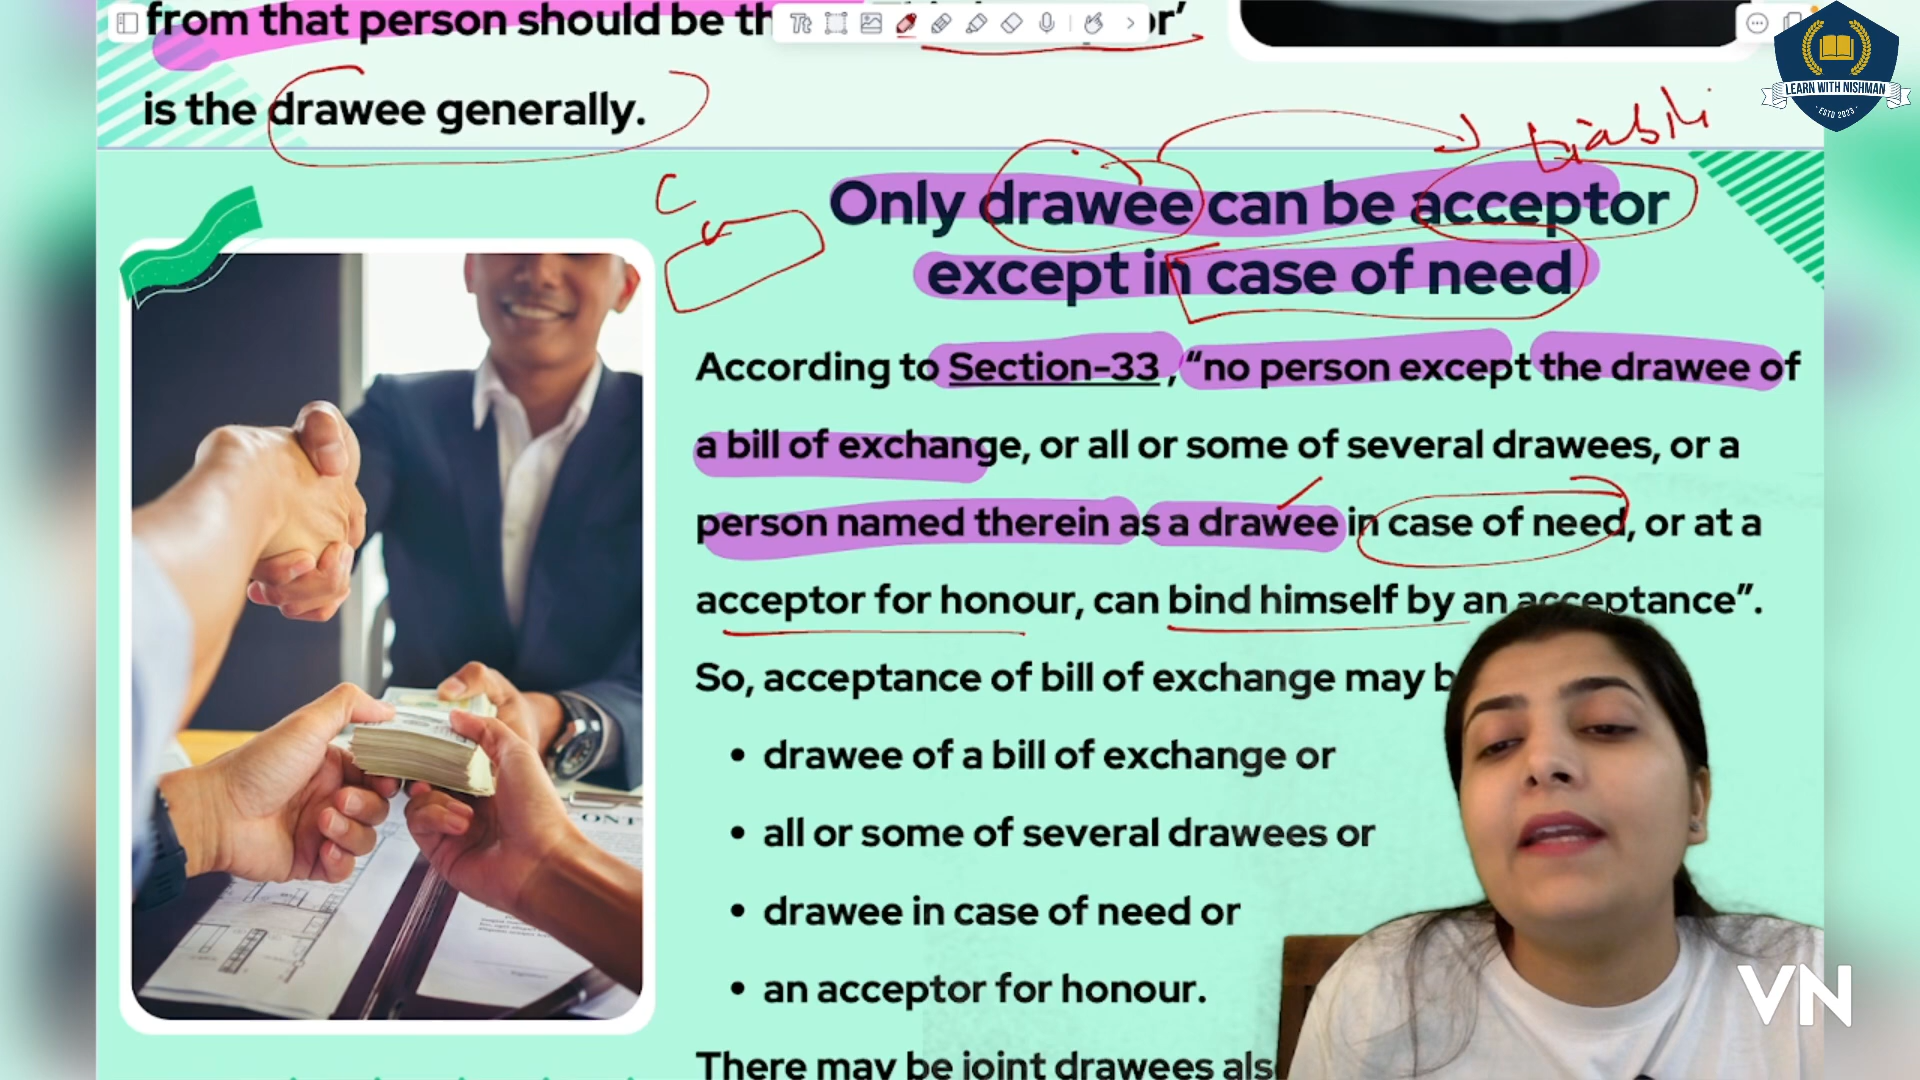 from that person should be th
or’
is the drawee generally.
LEARN WITH NISHMAN
ESTD 2023
Liabili
C
Only drawee can be acceptor
except in case of need
According to Section-33, “no person except the drawee of
a bill of exchange, or all or some of several drawees, or a
person named therein as a drawee in case of need, or at a
acceptor for honour, can bind himself by an acceptance”.
So, acceptance of bill of exchange may b
• drawee of a bill of exchange or
• all or some of several drawees or
• drawee in case of need or
• an acceptor for honour.
There may be joint drawees als
VN